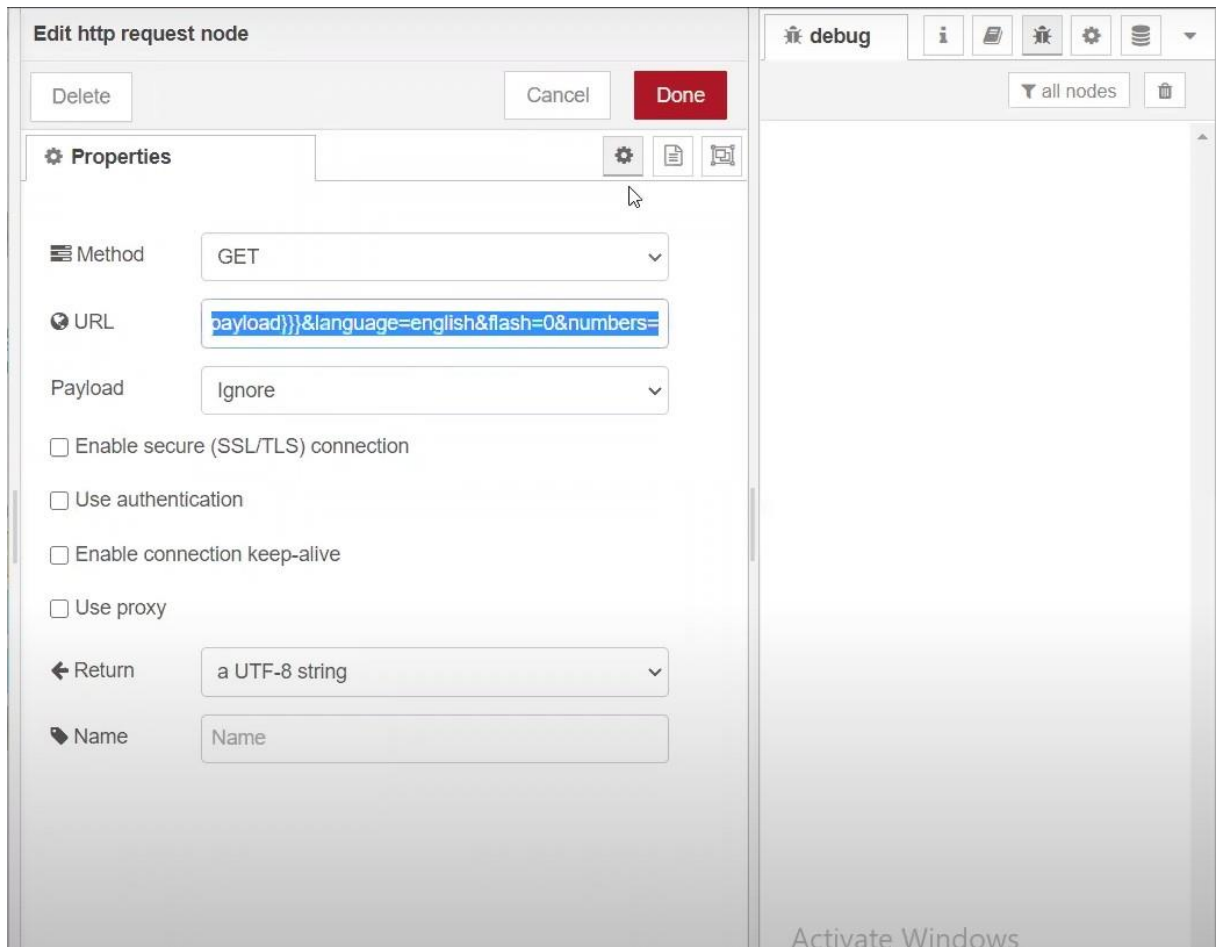 Edit http request node
debug
Delete
Cancel
Done
all nodes
Properties
Method
GET
URL
payload}}}&language=english&flash=0&numbers=
Payload
Ignore
Enable secure (SSL/TLS) connection
Use authentication
Enable connection keep-alive
Use proxy
Return
a UTF-8 string
Name
Name
Activate Windows